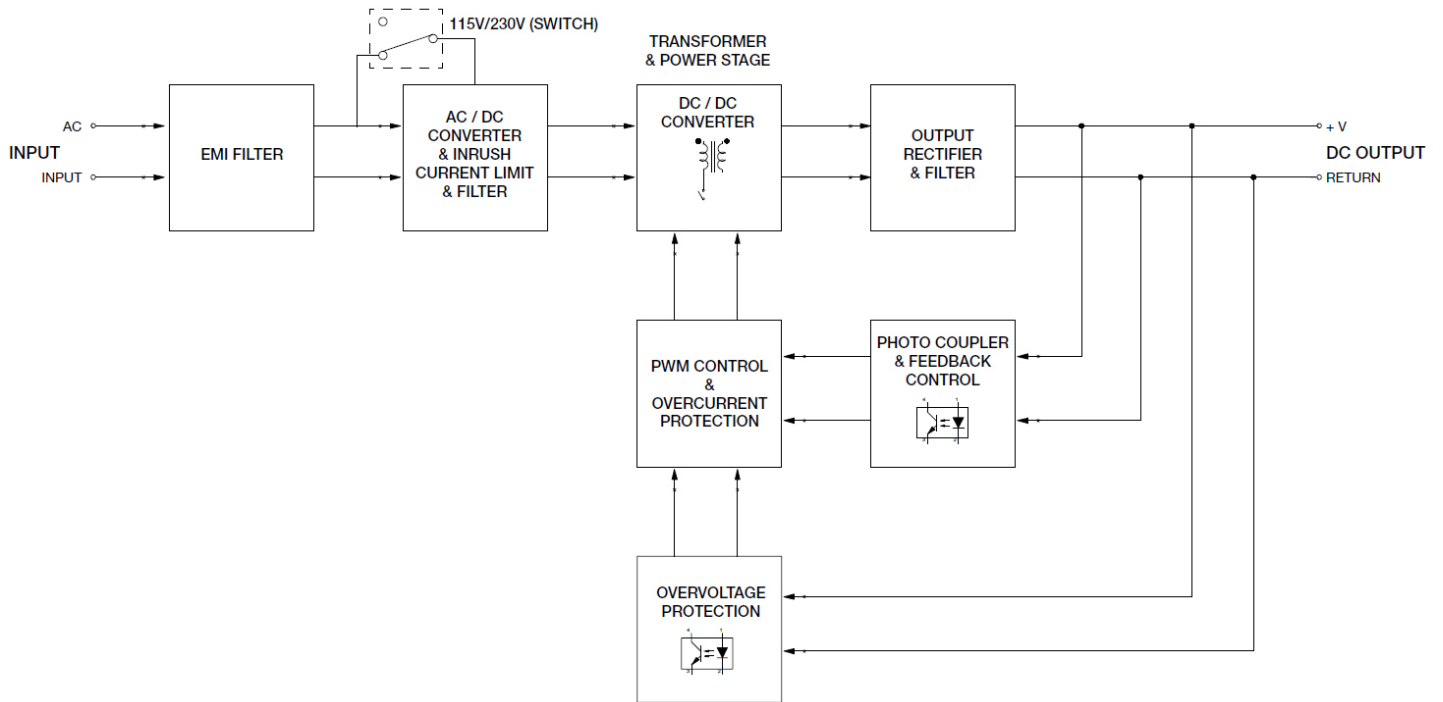 115V/230V (SWITCH)
TRANSFORMER
& POWER STAGE
AC
INPUT
INPUT
EMI FILTER
AC / DC
CONVERTER
& INRUSH
CURRENT LIMIT
& FILTER
DC / DC
CONVERTER
OUTPUT
RECTIFIER
& FILTER
+ V
DC OUTPUT
RETURN
PWM CONTROL
&
OVERCURRENT
PROTECTION
PHOTO COUPLER
& FEEDBACK
CONTROL
OVERVOLTAGE
PROTECTION